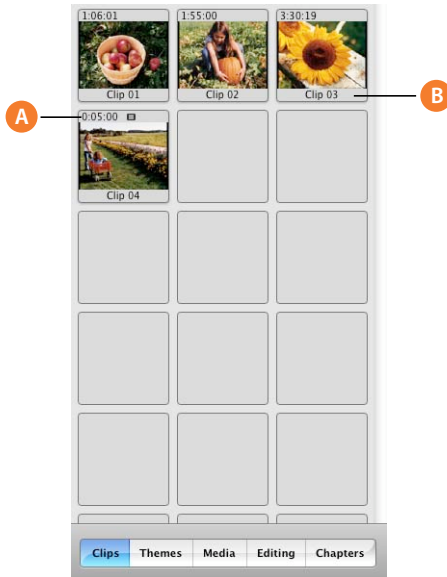 1:06:01 1:55:00 3:30:19
Clip 01 Clip 02 Clip 03
B
A
0:05:00
Clip 04
Clips Themes Media Editing Chapters